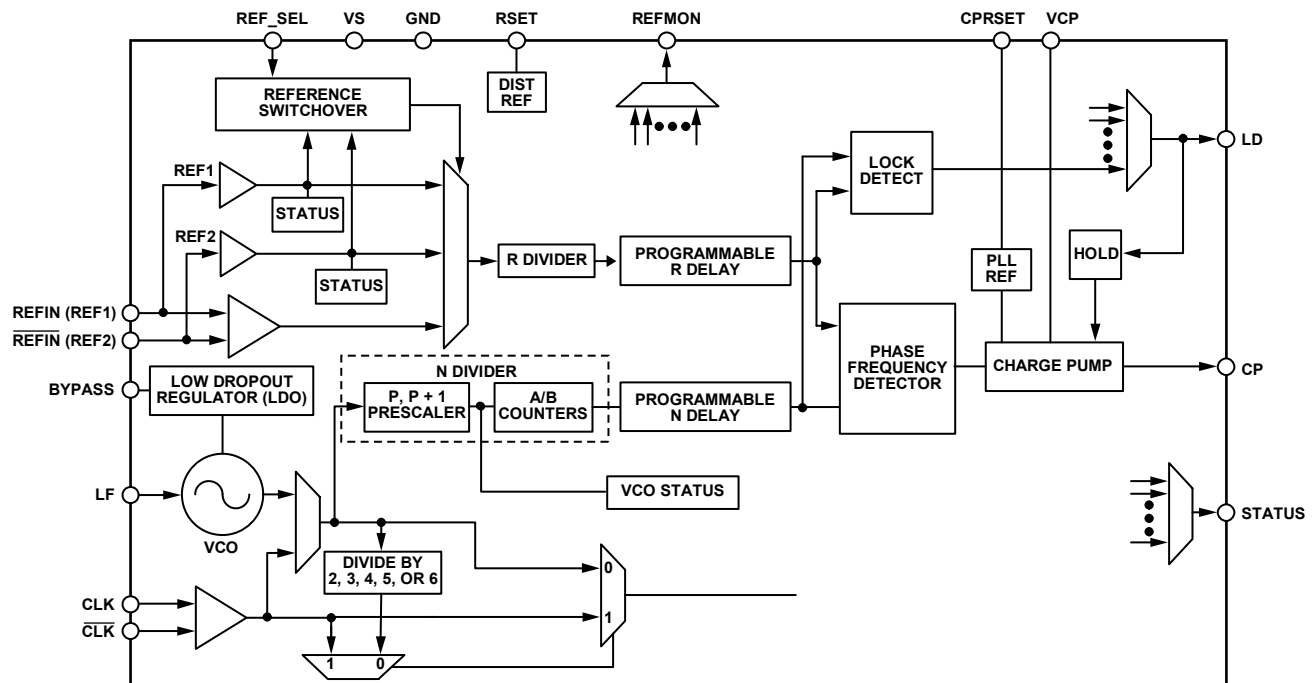 REF_SEL VS GND RSET REFMON CPRSET VCP
REFERENCE
SWITCHOVER
DIST
REF
LD
LOCK
DETECT
REF1
STATUS
REF2
STATUS
R DIVIDER
PROGRAMMABLE
R DELAY
PLL
REF
HOLD
REFIN (REF1)
REFIN (REF2)
BYPASS
LOW DROPOUT
REGULATOR (LDO)
N DIVIDER
P, P + 1
PRESCALER
A/B
COUNTERS
PROGRAMMABLE
N DELAY
PHASE
FREQUENCY
DETECTOR
CHARGE PUMP
CP
LF
VCO
VCO STATUS
STATUS
DIVIDE BY
2, 3, 4, 5, OR 6
0
1
CLK
CLK
1 0